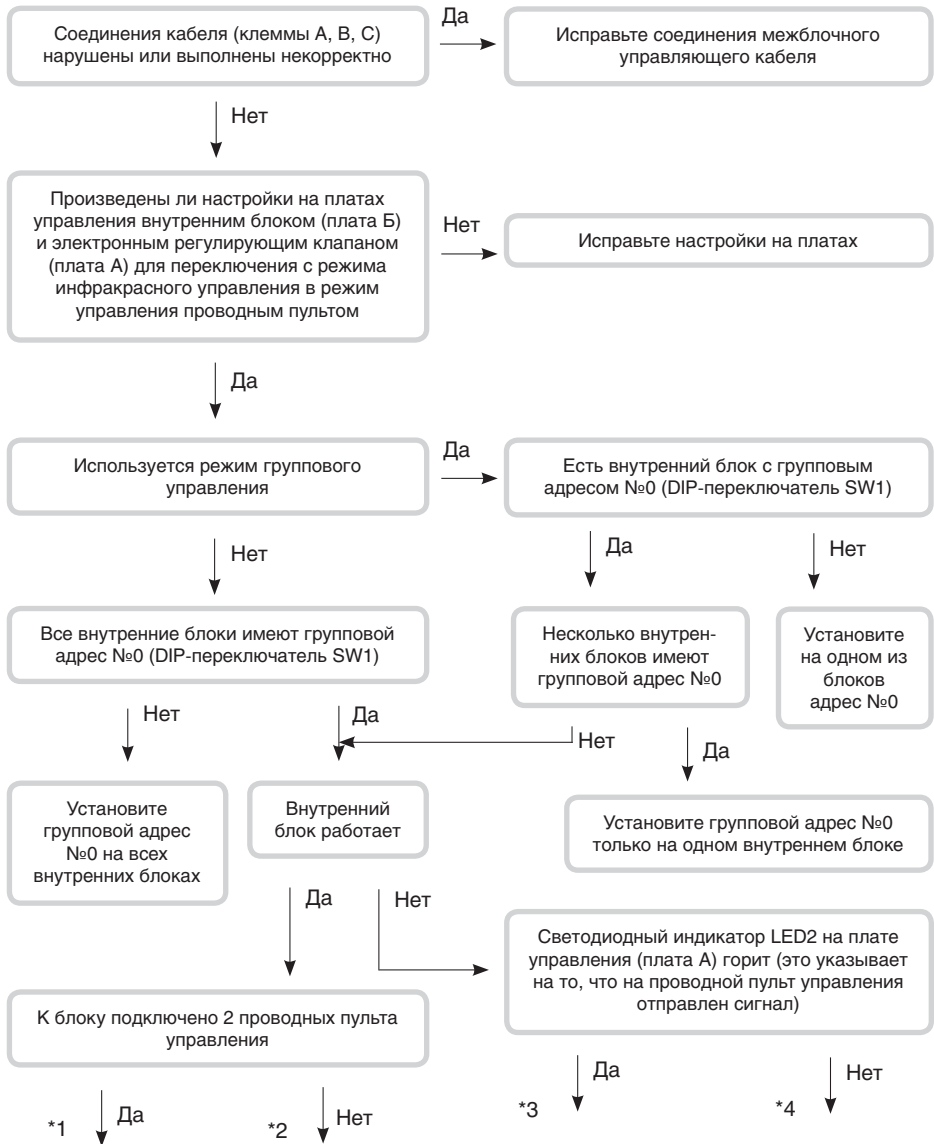 Соединения кабеля (клеммы A, B, C)
нарушены или выполнены некорректно
Да
Исправьте соединения межблочного
управляющего кабеля
Нет
Произведены ли настройки на платах
управления внутренним блоком (плата Б)
и электронным регулирующим клапаном
(плата А) для переключения с режима
инфракрасного управления в режим
управления проводным пультом
Нет
Исправьте настройки на платах
Да
Используется режим группового
управления
Да
Есть внутренний блок с групповым
адресом №0 (DIP-переключатель SW1)
Нет
Да
Нет
Все внутренние блоки имеют групповой
адрес №0 (DIP-переключатель SW1)
Несколько внутрен-
них блоков имеют
групповой адрес №0
Установите
на одном из
блоков
адрес №0
Нет
Да
Нет
Да
Установите
групповой адрес
№0 на всех
внутренних блоках
Внутренний
блок работает
Установите групповой адрес №0
только на одном внутреннем блоке
Да
Нет
Светодиодный индикатор LED2 на плате
управления (плата А) горит (это указывает
на то, что на проводной пульт управления
отправлен сигнал)
К блоку подключено 2 проводных пульта
управления
*1
Да
*2
Нет
*3
Да
*4
Нет